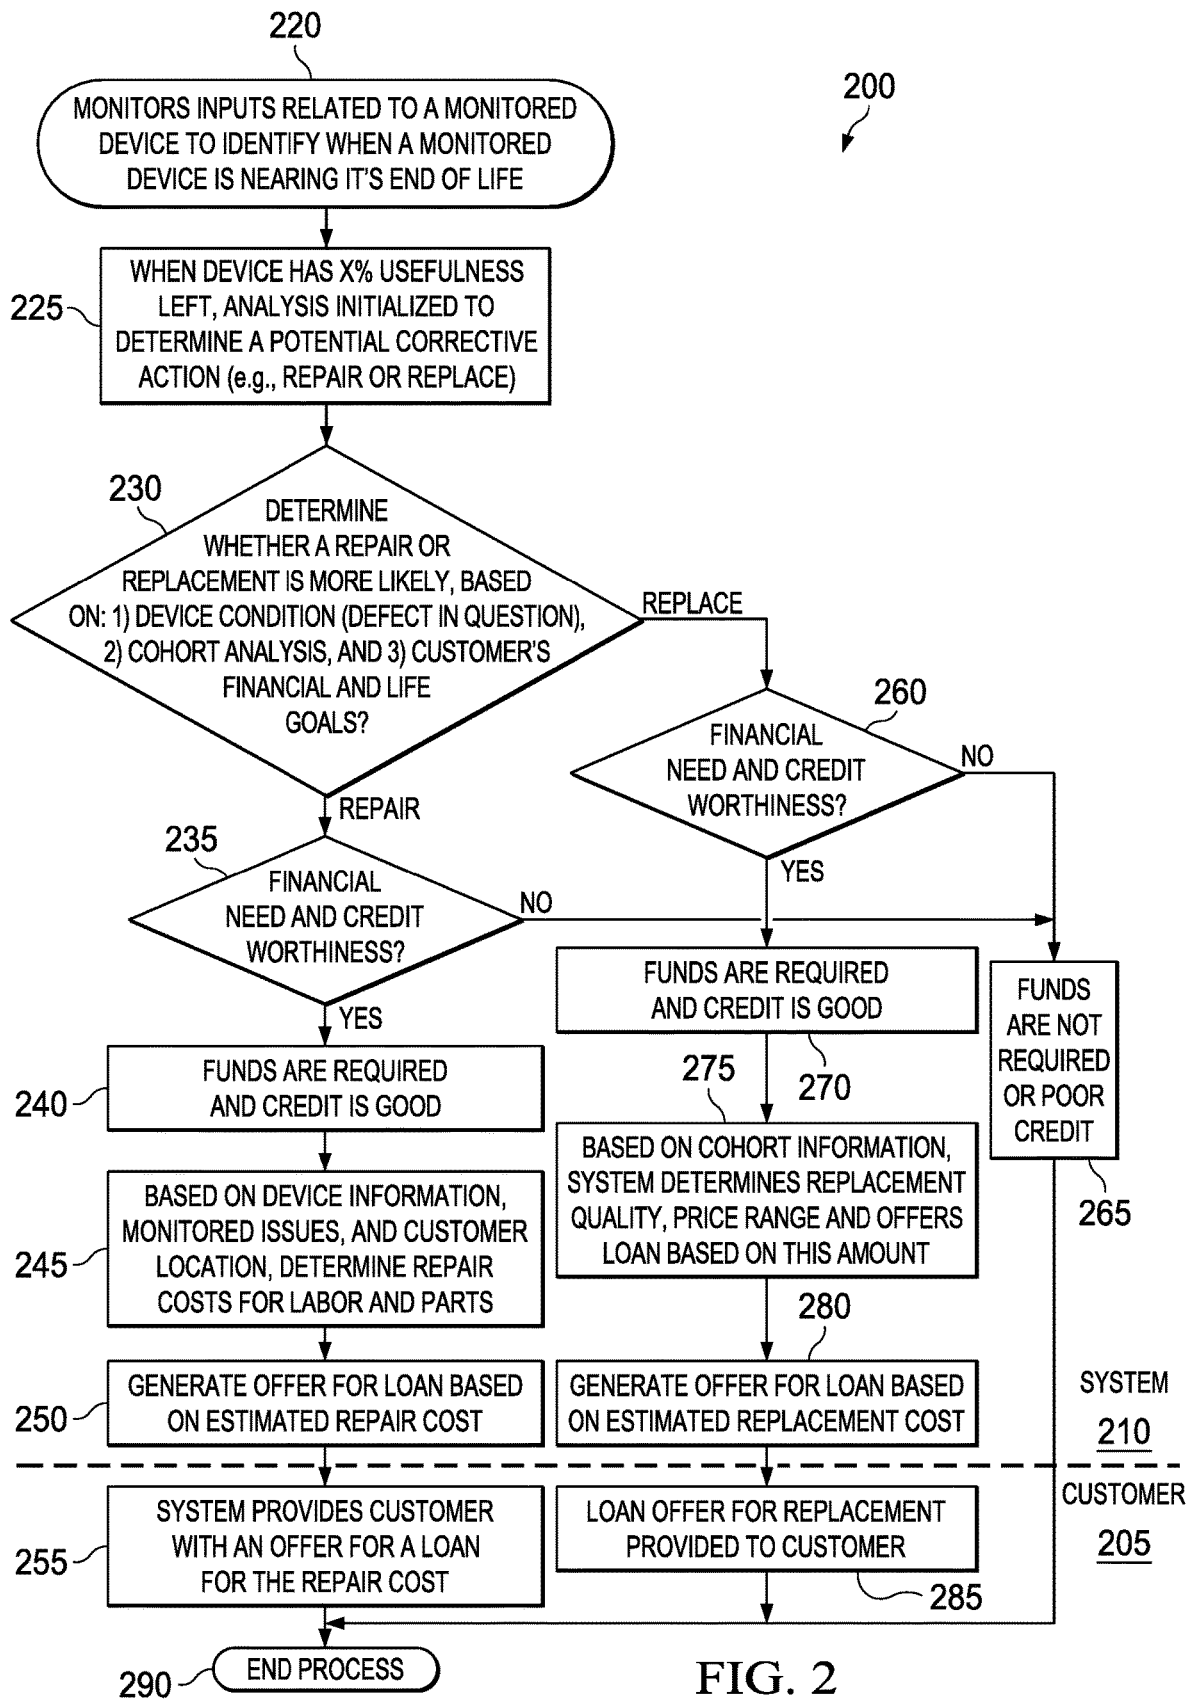 220
MONITORS INPUTS RELATED TO A MONITORED
DEVICE TO IDENTIFY WHEN A MONITORED
DEVICE IS NEARING IT'S END OF LIFE
200
225
WHEN DEVICE HAS X% USEFULNESS
LEFT, ANALYSIS INITIALIZED TO
DETERMINE A POTENTIAL CORRECTIVE
ACTION (e.g., REPAIR OR REPLACE)
230
DETERMINE
WHETHER A REPAIR OR
REPLACEMENT IS MORE LIKELY, BASED
ON: 1) DEVICE CONDITION (DEFECT IN QUESTION),
2) COHORT ANALYSIS, AND 3) CUSTOMER'S
FINANCIAL AND LIFE
GOALS?
REPLACE
REPAIR
260
FINANCIAL
NEED AND CREDIT
WORTHINESS?
NO
YES
235
FINANCIAL
NEED AND CREDIT
WORTHINESS?
NO
YES
240
FUNDS ARE REQUIRED
AND CREDIT IS GOOD
FUNDS ARE REQUIRED
AND CREDIT IS GOOD
270
FUNDS
ARE NOT
REQUIRED
OR POOR
CREDIT
265
245
BASED ON DEVICE INFORMATION,
MONITORED ISSUES, AND CUSTOMER
LOCATION, DETERMINE REPAIR
COSTS FOR LABOR AND PARTS
275
BASED ON COHORT INFORMATION,
SYSTEM DETERMINES REPLACEMENT
QUALITY, PRICE RANGE AND OFFERS
LOAN BASED ON THIS AMOUNT
250
GENERATE OFFER FOR LOAN BASED
ON ESTIMATED REPAIR COST
280
GENERATE OFFER FOR LOAN BASED
ON ESTIMATED REPLACEMENT COST
SYSTEM
210
CUSTOMER
205
255
SYSTEM PROVIDES CUSTOMER
WITH AN OFFER FOR A LOAN
FOR THE REPAIR COST
LOAN OFFER FOR REPLACEMENT
PROVIDED TO CUSTOMER
285
290
END PROCESS
FIG. 2